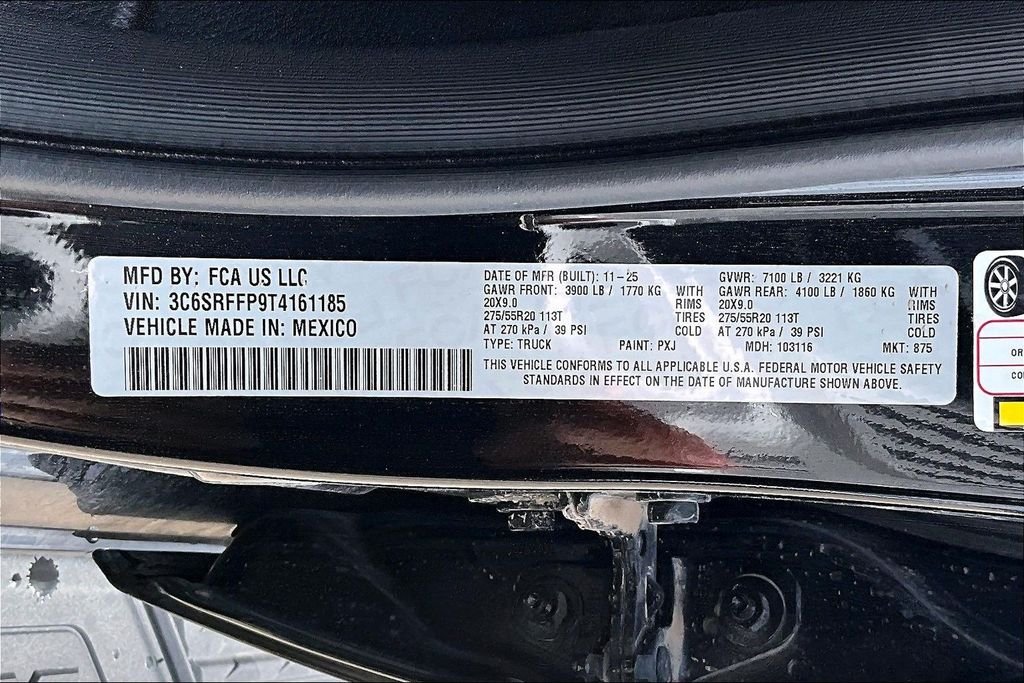 MFD BY: FCA US LLC
VIN: 3C6SRFFP9T4161185
VEHICLE MADE IN: MEXICO
DATE OF MFR (BUILT): 11-25
GAWR FRONT: 3900 LB / 1770 KG WITH
20X9.0 RIMS
275/55R20 113T TIRES
AT 270 kPa / 39 PSI COLD
TYPE: TRUCK PAINT: PXJ
GVWR: 7100 LB / 3221 KG
GAWR REAR: 4100 LB / 1860 KG WITH
20X9.0 RIMS
275/55R20 113T TIRES
AT 270 kPa / 39 PSI COLD
MDH: 103116 MKT: 875
THIS VEHICLE CONFORMS TO ALL APPLICABLE U.S.A. FEDERAL MOTOR VEHICLE SAFETY
STANDARDS IN EFFECT ON THE DATE OF MANUFACTURE SHOWN ABOVE.